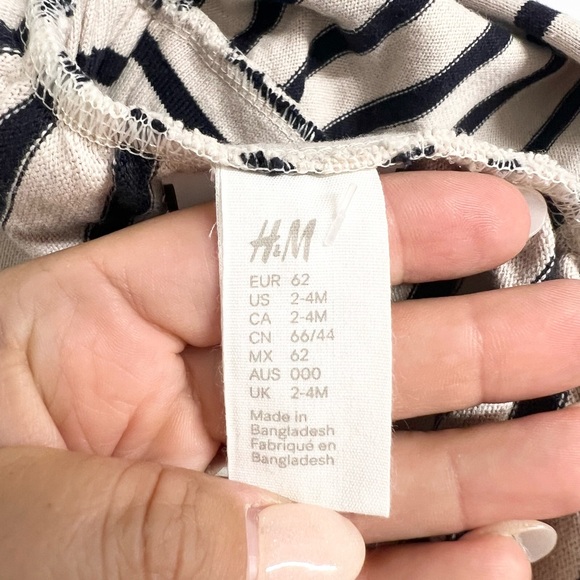 H&M
EUR 62
US 2-4M
CA 2-4M
CN 66/44
MX 62
AUS 000
UK 2-4M
Made in
Bangladesh
Fabriqué en
Bangladesh